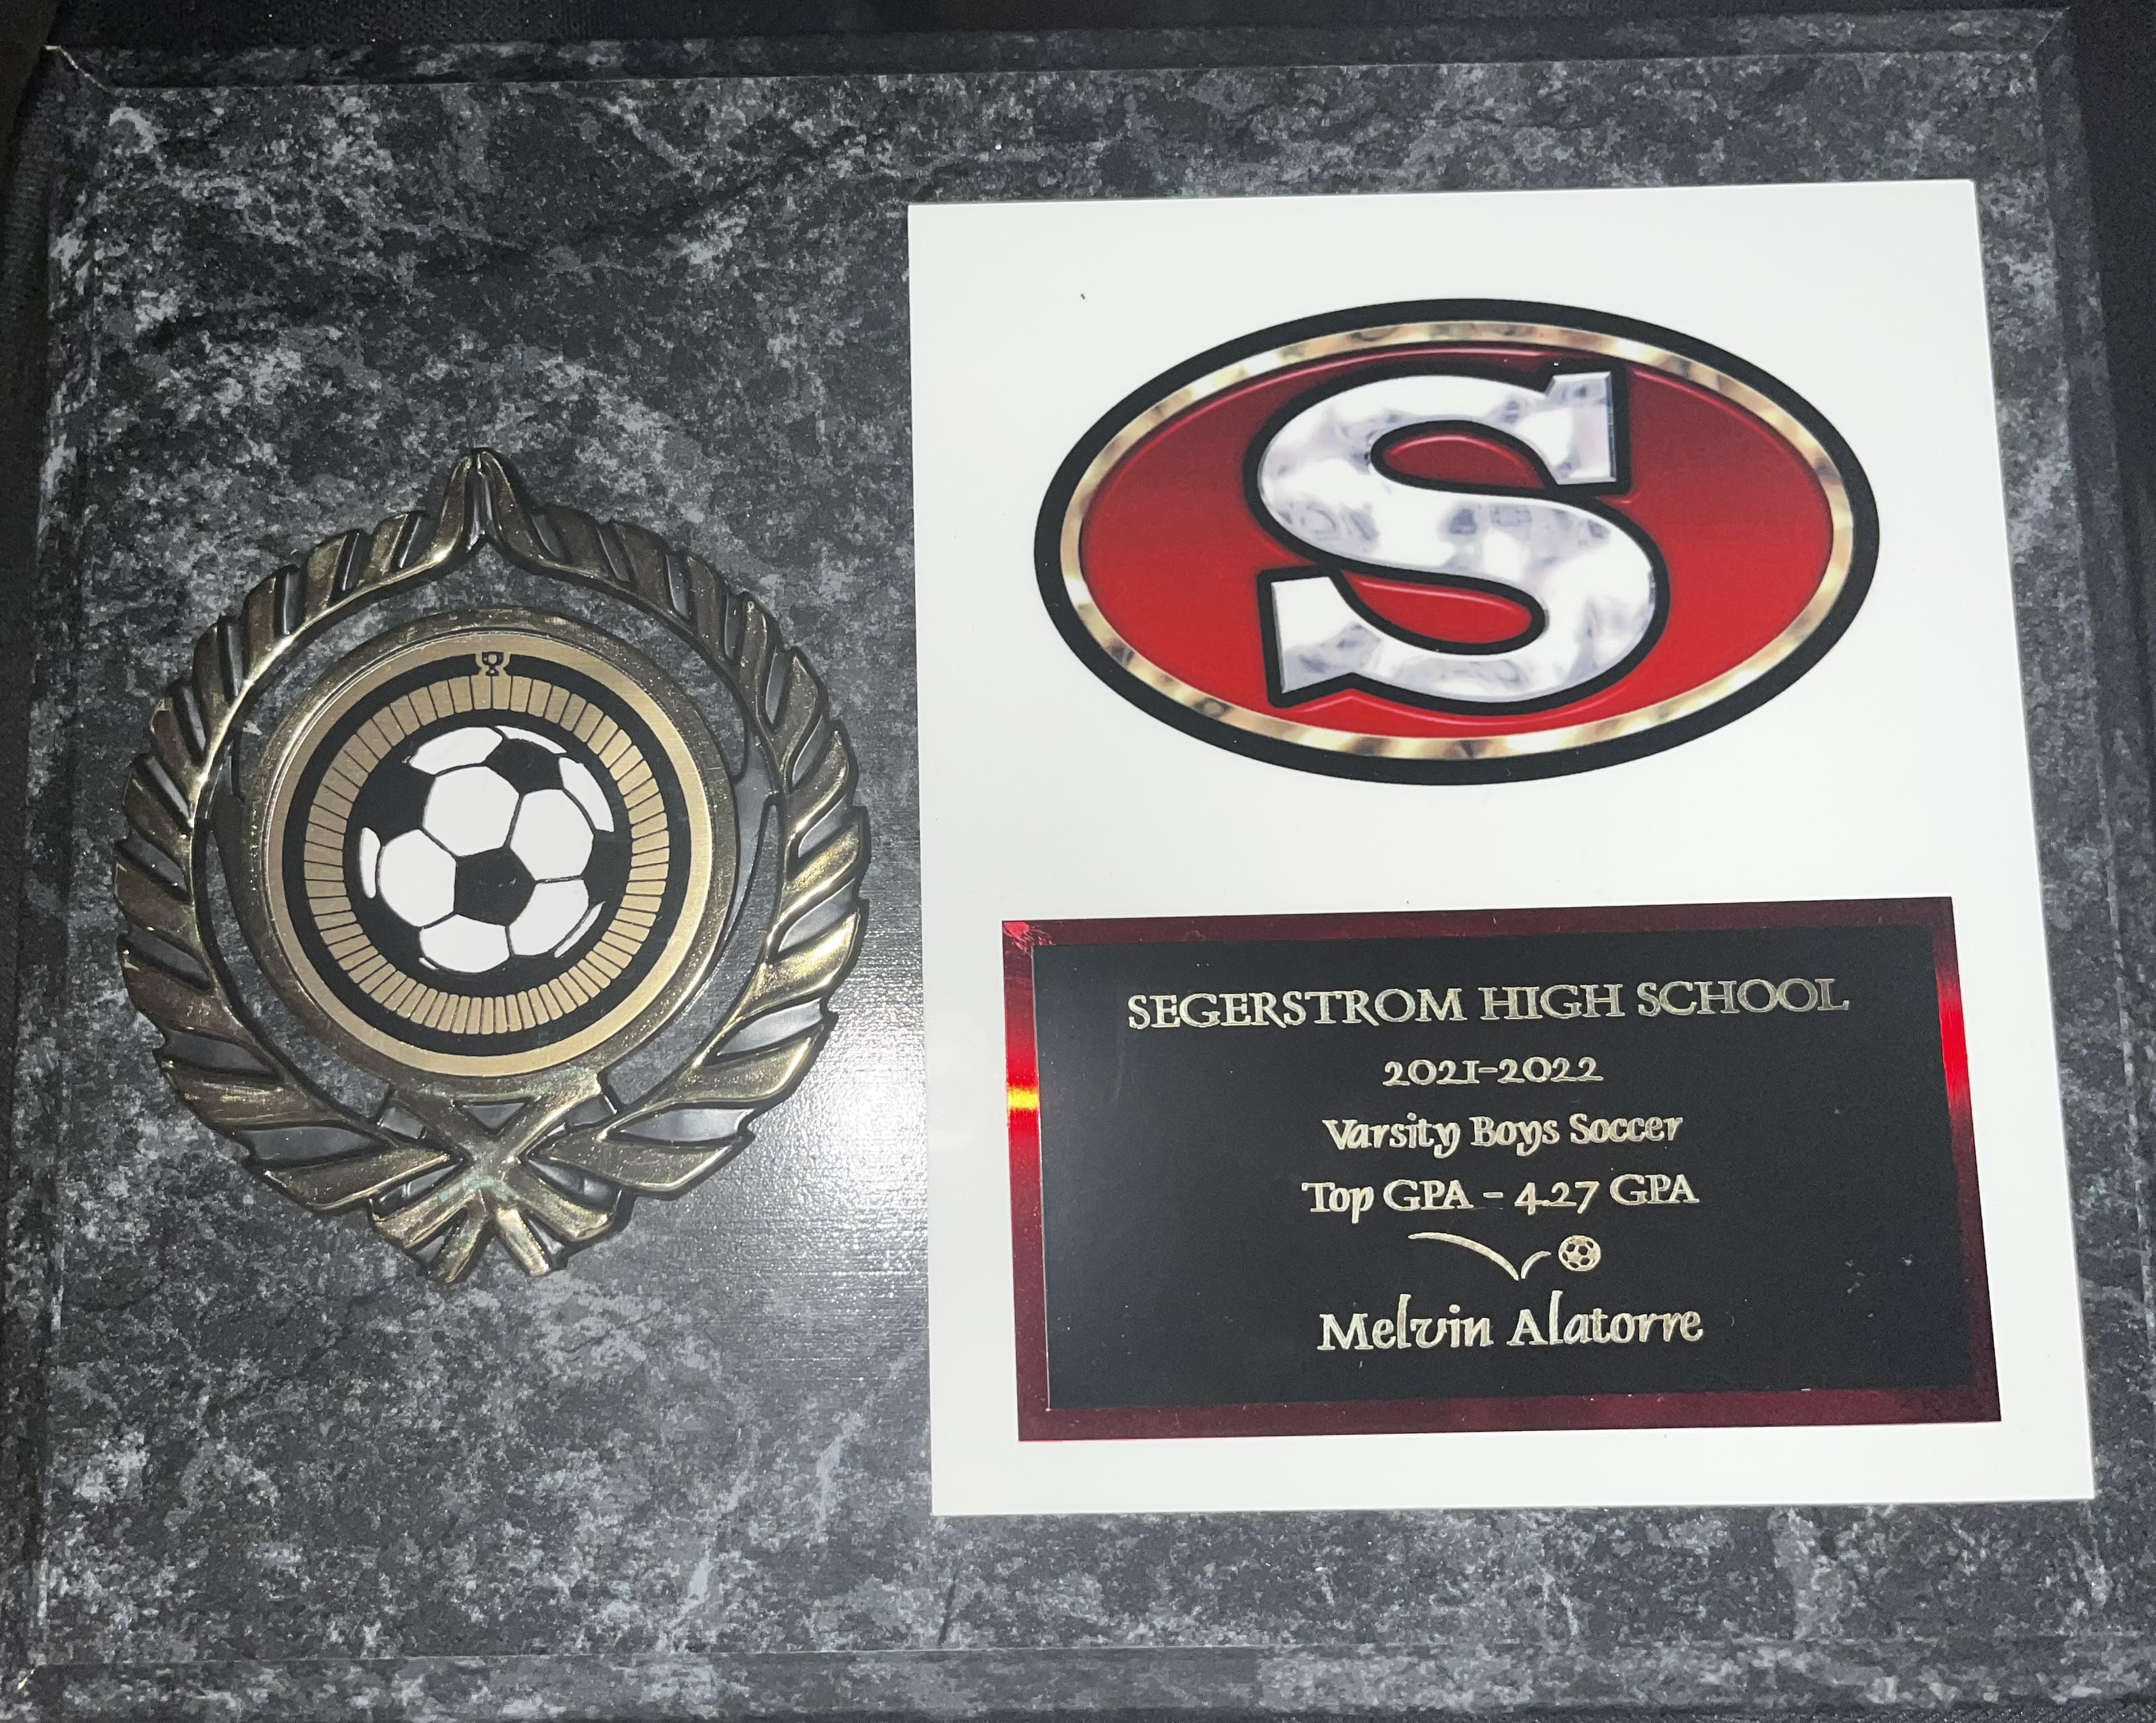 S
SEGERSTROM HIGH SCHOOL
2021-2022
Varsity Boys Soccer
Top GPA - 4.27 GPA
Melvin Alatorre